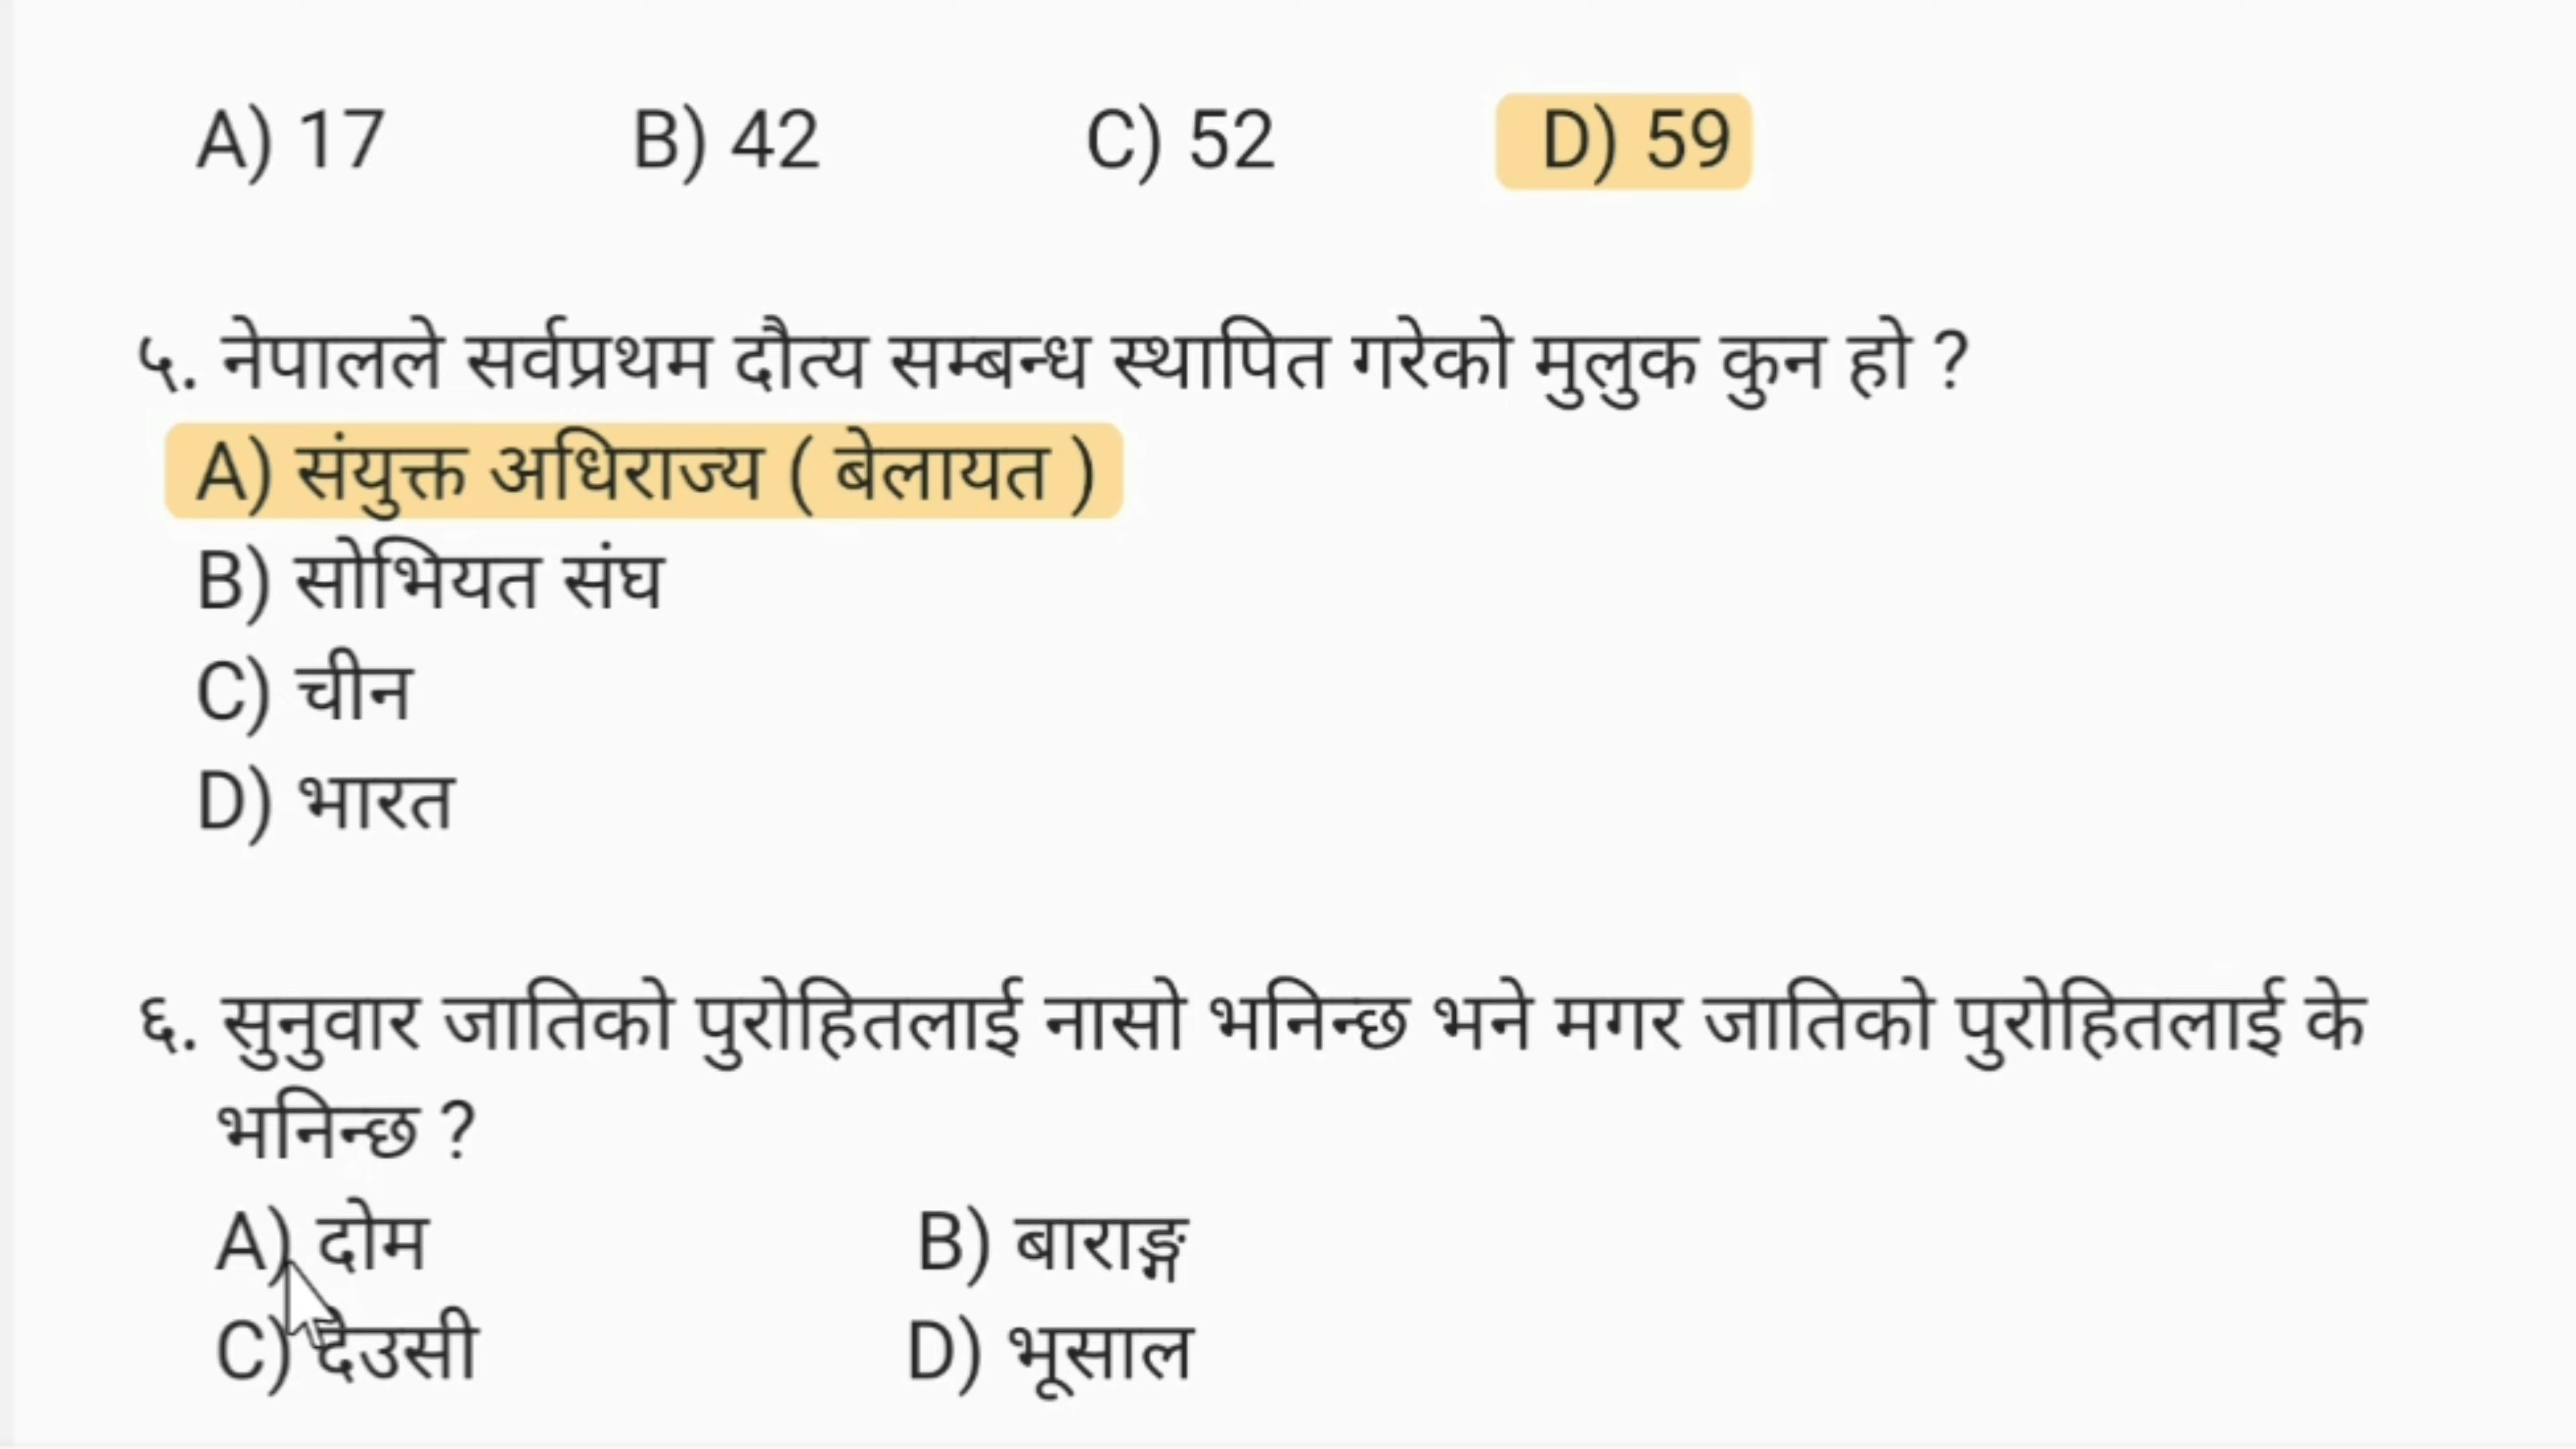 A) 17 B) 42 C) 52 D) 59
५. नेपालले सर्वप्रथम दौत्य सम्बन्ध स्थापित गरेको मुलुक कुन हो ?
A) संयुक्त अधिराज्य ( बेलायत )
B) सोभियत संघ
C) चीन
D) भारत
६. सुनुवार जातिको पुरोहितलाई नासो भनिन्छ भने मगर जातिको पुरोहितलाई के
भनिन्छ ?
A) दोम B) बाराङ्म
C) देउसी D) भूसाल